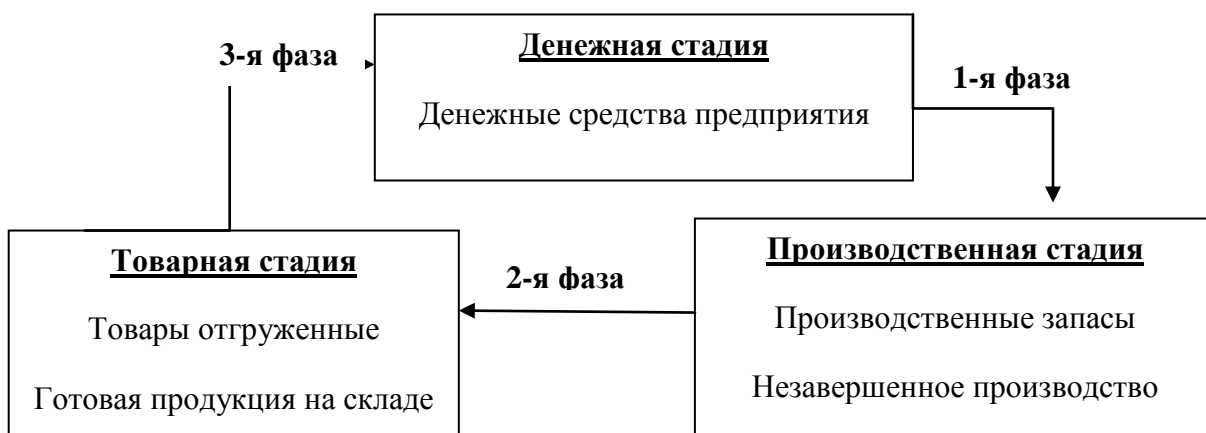 3-я фаза
Денежная стадия
Денежные средства предприятия
1-я фаза
Товарная стадия
Товары отгруженные
Готовая продукция на складе
2-я фаза
Производственная стадия
Производственные запасы
Незавершенное производство